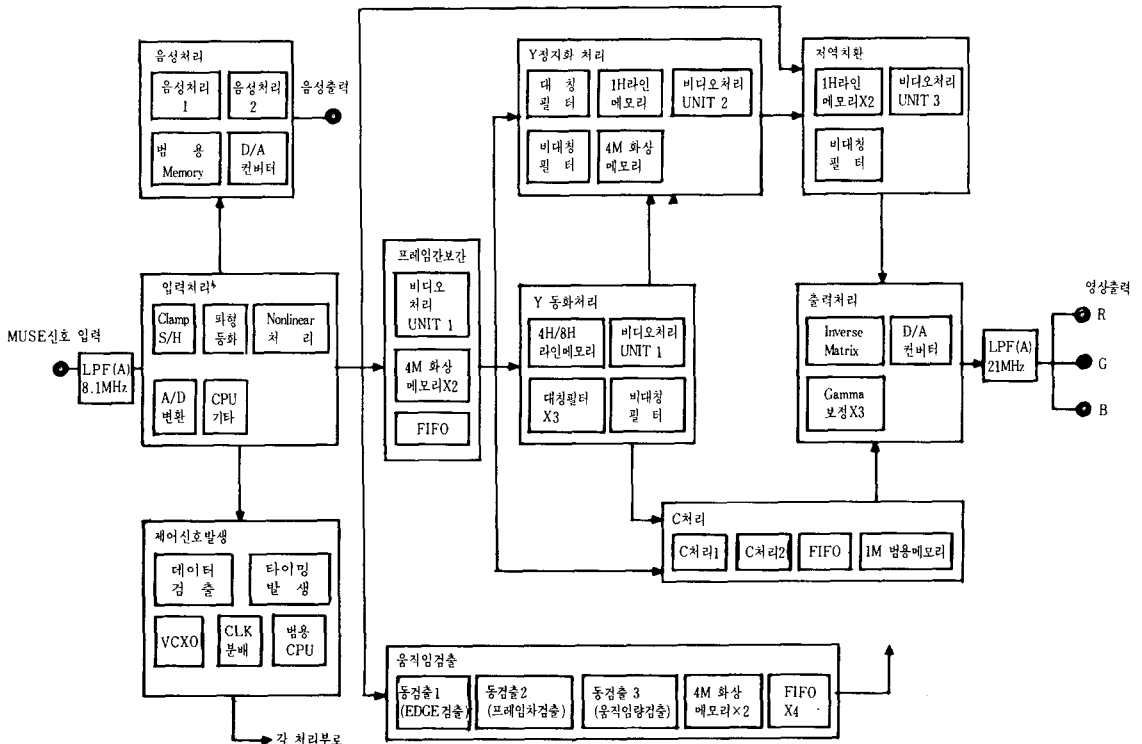 음성처리
음성처리
1
음성처리
2
음성출력
범 용
Memory
D/A
컨버터
Y정지화 처리
대 칭
필 터
1H라인
메모리
비디오처리
UNIT 2
비대칭
필 터
4M 화상
메모리
저역치환
1H라인
메모리X2
비디오처리
UNIT 3
비대칭
필 터
MUSE신호 입력
LPF(A)
8.1MHz
입력처리
Clamp
S/H
파형
등화
Nonlinear
처 리
A/D
변환
CPU
기타
프레임간보간
비디오
처리
UNIT 1
4M 화상
메모리X2
FIFO
Y 동화처리
4H/8H
라인메모리
비디오처리
UNIT 1
대칭필터
X3
비대칭
필 터
출력처리
Inverse
Matrix
D/A
컨버터
Gamma
보정X3
LPF(A)
21MHz
영상출력
R
G
B
C처리
C처리1
C처리2
FIFO
1M 범용메모리
제어신호발생
데이터
검 출
타이밍
발 생
VCXO
CLK
분배
범용
CPU
각 처리부로
움직임검출
동검출1
(EDGE검출)
동검출2
(프레임차검출)
동검출 3
(움직임량검출)
4M 화상
메모리×2
FIFO
X4